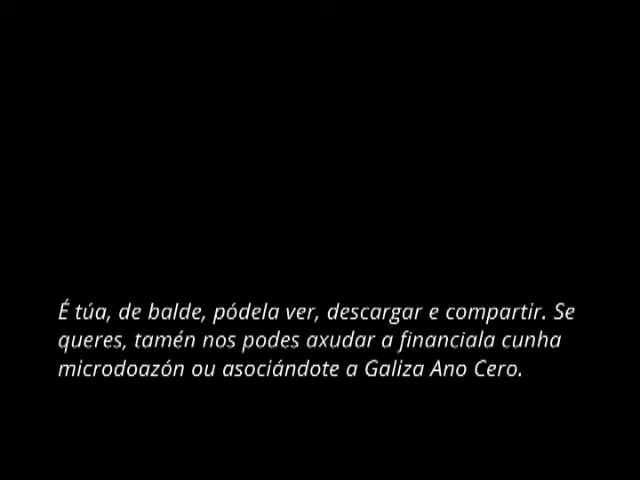 É túa, de balde, pódela ver, descargar e compartir. Se
queres, tamén nos podes axudar a financiala cunha
microdoazón ou asociándote a Galiza Ano Cero.